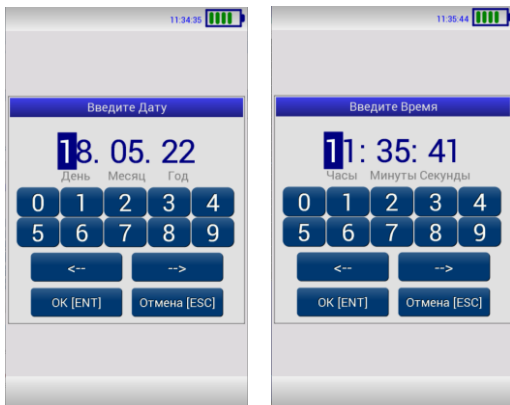 11:34:35
Введите Дату
18. 05. 22
День Месяц Год
0 1 2 3 4
5 6 7 8 9
<-- -->
ОК [ENT] Отмена [ESC]
11:35:44
Введите Время
11: 35: 41
Часы Минуты Секунды
0 1 2 3 4
5 6 7 8 9
<-- -->
ОК [ENT] Отмена [ESC]